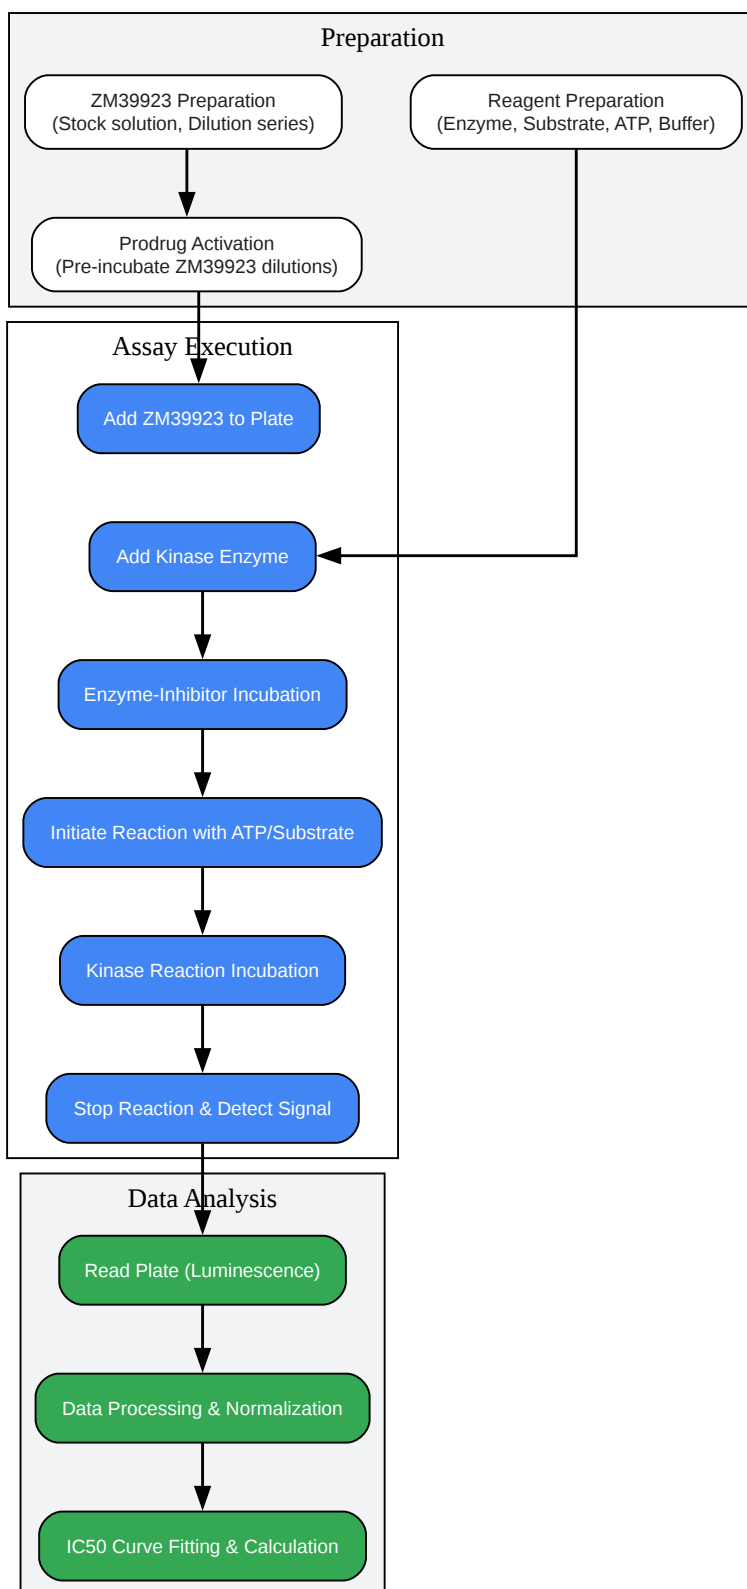 Preparation
ZM39923 Preparation
(Stock solution, Dilution series)
Reagent Preparation
(Enzyme, Substrate, ATP, Buffer)
Prodrug Activation
(Pre-incubate ZM39923 dilutions)
Assay Execution
Add ZM39923 to Plate
Add Kinase Enzyme
Enzyme-Inhibitor Incubation
Initiate Reaction with ATP/Substrate
Kinase Reaction Incubation
Stop Reaction & Detect Signal
Data Analysis
Read Plate (Luminescence)
Data Processing & Normalization
IC50 Curve Fitting & Calculation